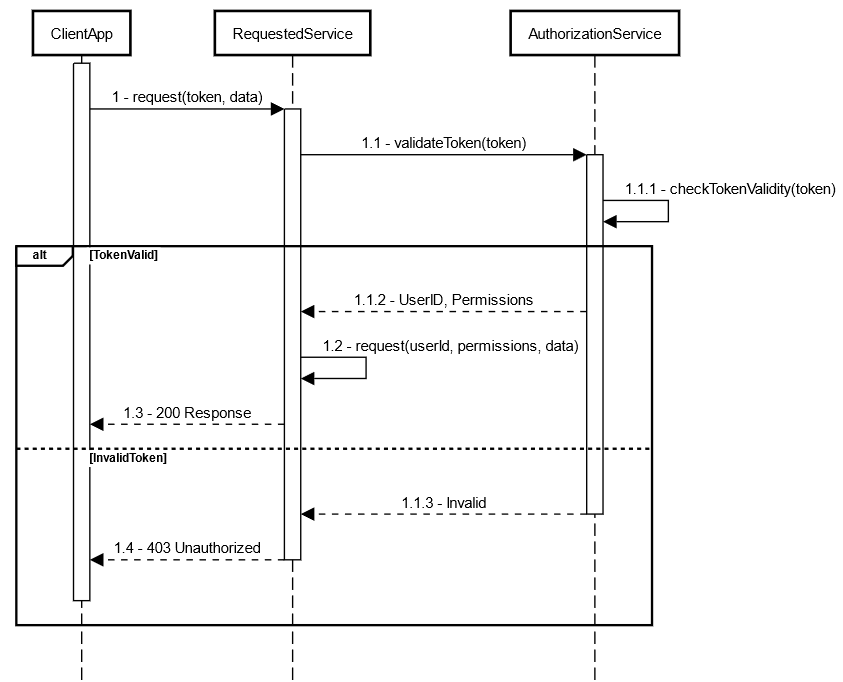 ClientApp
RequestedService
AuthorizationService
1 - request(token, data)
1.1 - validateToken(token)
1.1.1 - checkTokenValidity(token)
alt
[TokenValid]
1.1.2 - UserID, Permissions
1.2 - request(userId, permissions, data)
1.3 - 200 Response
[InvalidToken]
1.1.3 - Invalid
1.4 - 403 Unauthorized